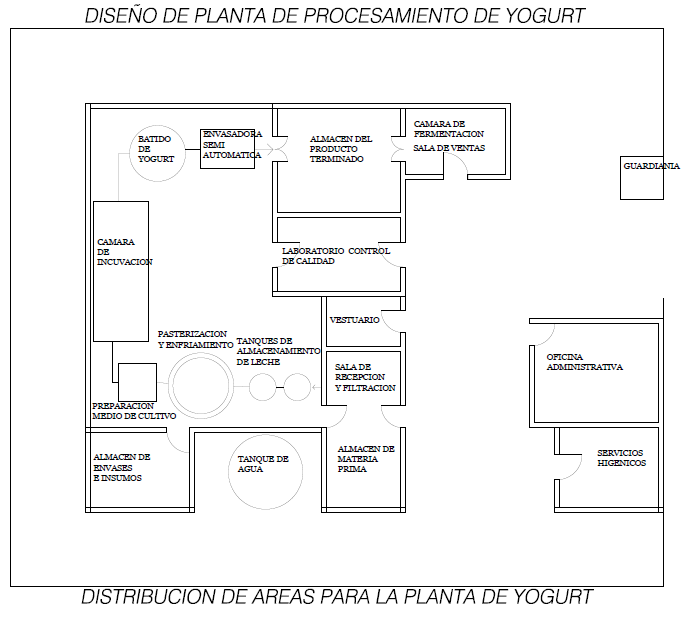 DISEÑO DE PLANTA DE PROCESAMIENTO DE YOGURT
BATIDO
DE
YOGURT
ENVASADORA
SEMI
AUTOMATICA
ALMACEN DEL
PRODUCTO
TERMINADO
CAMARA DE
FERMENTACION
SALA DE VENTAS
GUARDIANIA
CAMARA
DE
INCUVACION
LABORATORIO CONTROL
DE CALIDAD
VESTUARIO
PASTERIZACION
Y ENFRIAMIENTO
TANQUES DE
ALMACENAMIENTO
DE LECHE
SALA DE
RECEPCION
Y FILTRACION
OFICINA
ADMINISTRATIVA
PREPARACION
MEDIO DE CULTIVO
ALMACEN DE
ENVASES
E INSUMOS
TANQUE DE
AGUA
ALMACEN DE
MATERIA
PRIMA
SERVICIOS
HIGENICOS
DISTRIBUCION DE AREAS PARA LA PLANTA DE YOGURT